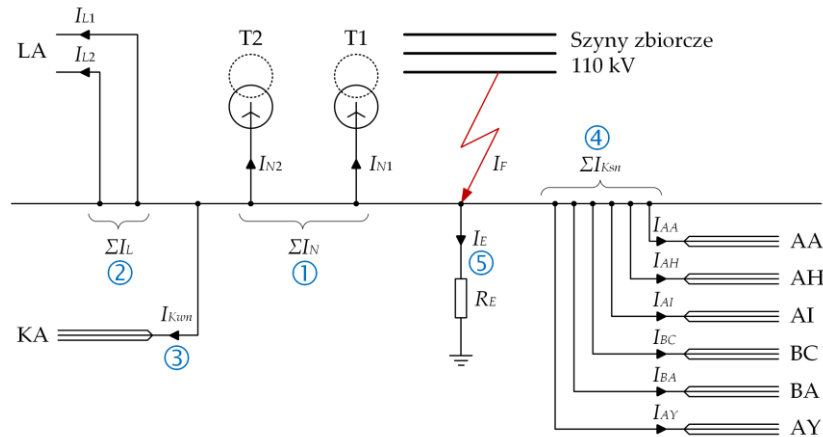 I_L1
LA
I_L2
T2
T1
Szyny zbiorcze
110 kV
I_N2
I_N1
I_F
④
ΣI_Ksn
ΣI_L
②
ΣI_N
①
I_E
⑤
R_E
I_AA
AA
I_AH
AH
I_AI
AI
I_BC
BC
I_BA
BA
I_AY
AY
KA
I_Kwn
③